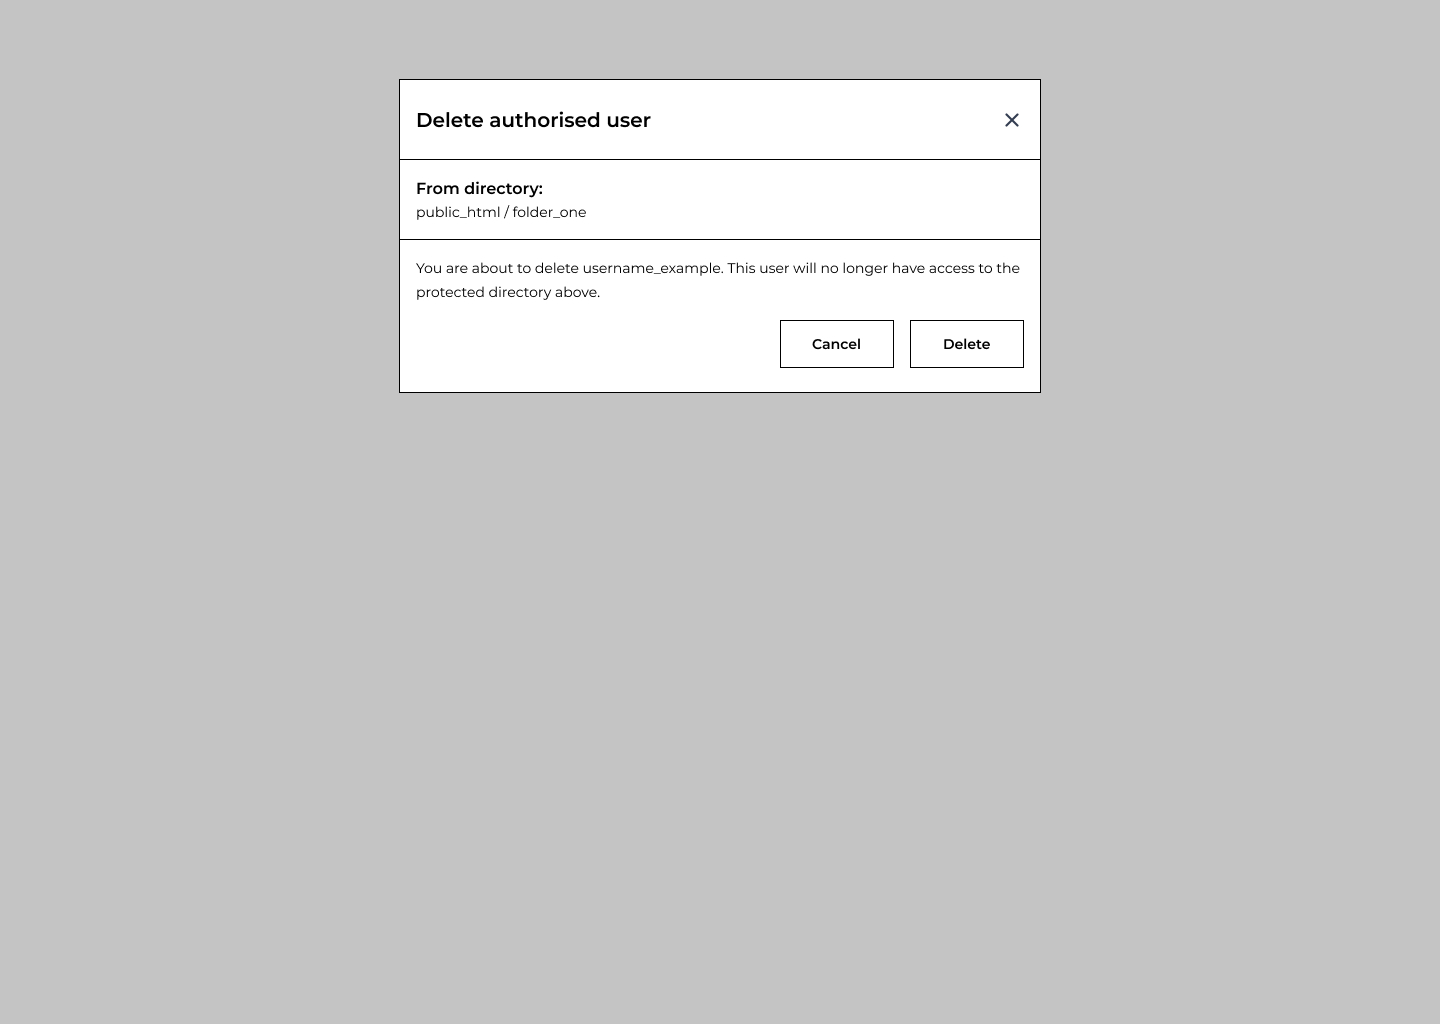 Delete authorised user
From directory:
public_html / folder_one
You are about to delete username_example. This user will no longer have access to the
protected directory above.
Cancel
Delete